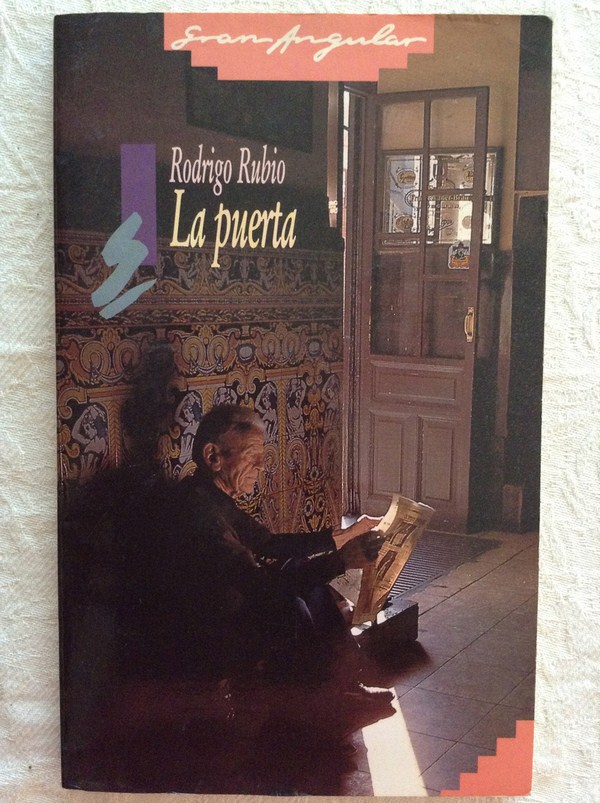 Gran Angular
Rodrigo Rubio
La puerta